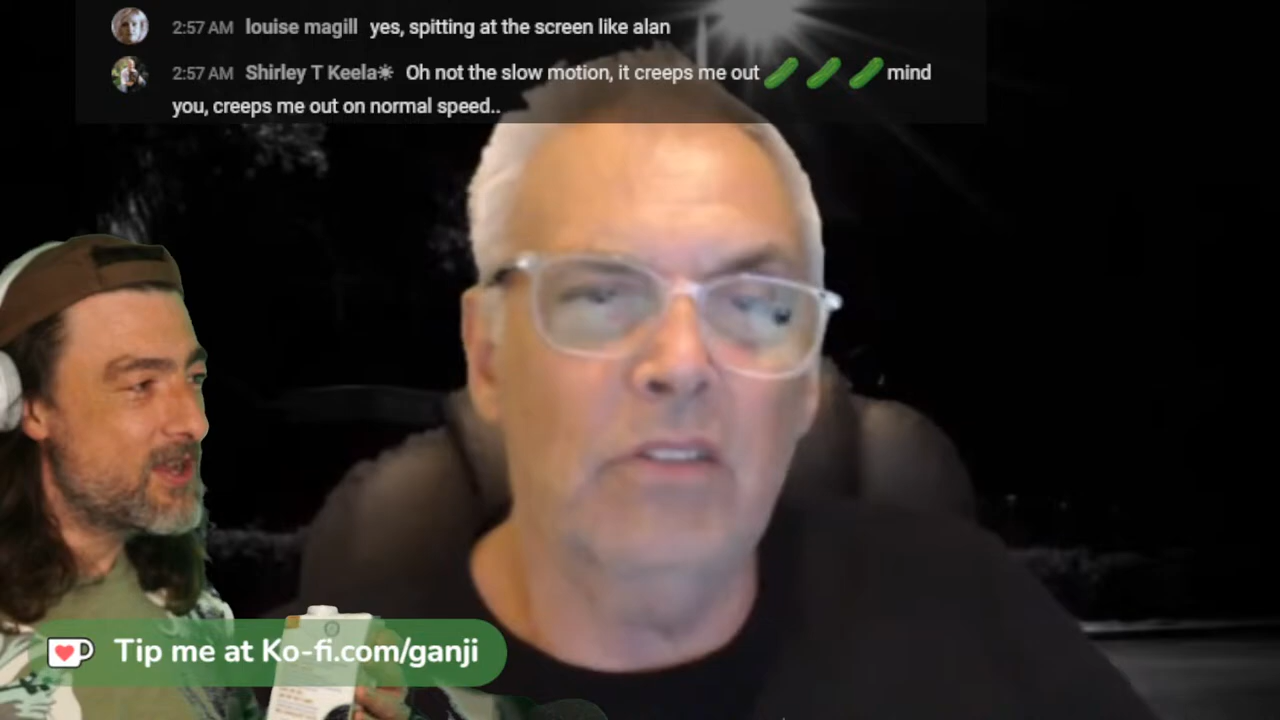 2:57 AM louise magill yes, spitting at the screen like alan
2:57 AM Shirley T Keela☀ Oh not the slow motion, it creeps me out 🥒 🥒 🥒 mind
you, creeps me out on normal speed..
Tip me at Ko-fi.com/ganji